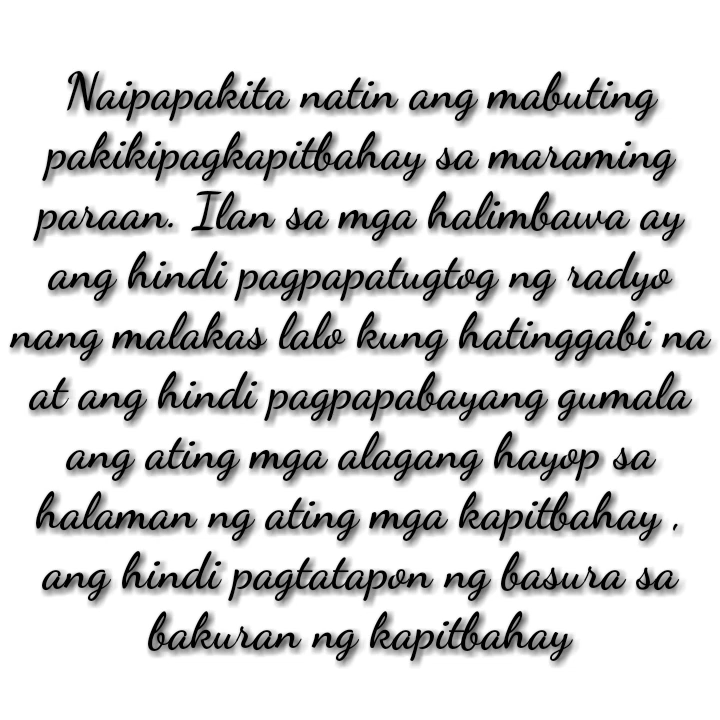 Naipapakita natin ang mabuting
pakikipagkapitbahay sa maraming
paraan. Ilan sa mga halimbawa ay
ang hindi pagpapatugtog ng radyo
nang malakas lalo kung hatinggabi na
at ang hindi pagpapabayang gumala
ang ating mga alagang hayop sa
halaman ng ating mga kapitbahay ,
ang hindi pagtatapon ng basura sa
bakuran ng kapitbahay